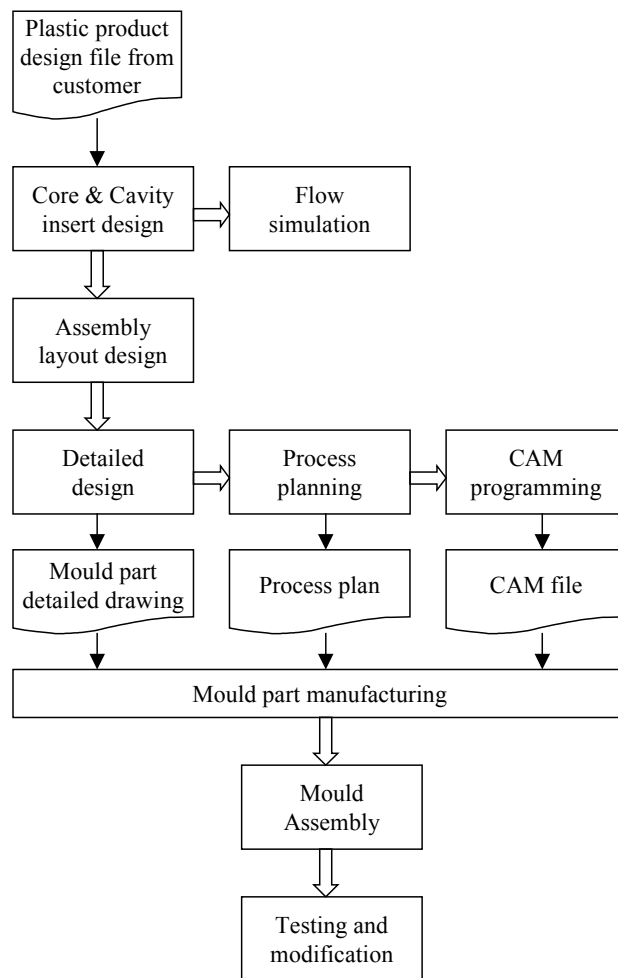 Plastic product
design file from
customer
Core & Cavity
insert design
Flow
simulation
Assembly
layout design
Detailed
design
Process
planning
CAM
programming
Mould part
detailed drawing
Process plan
CAM file
Mould part manufacturing
Mould
Assembly
Testing and
modification